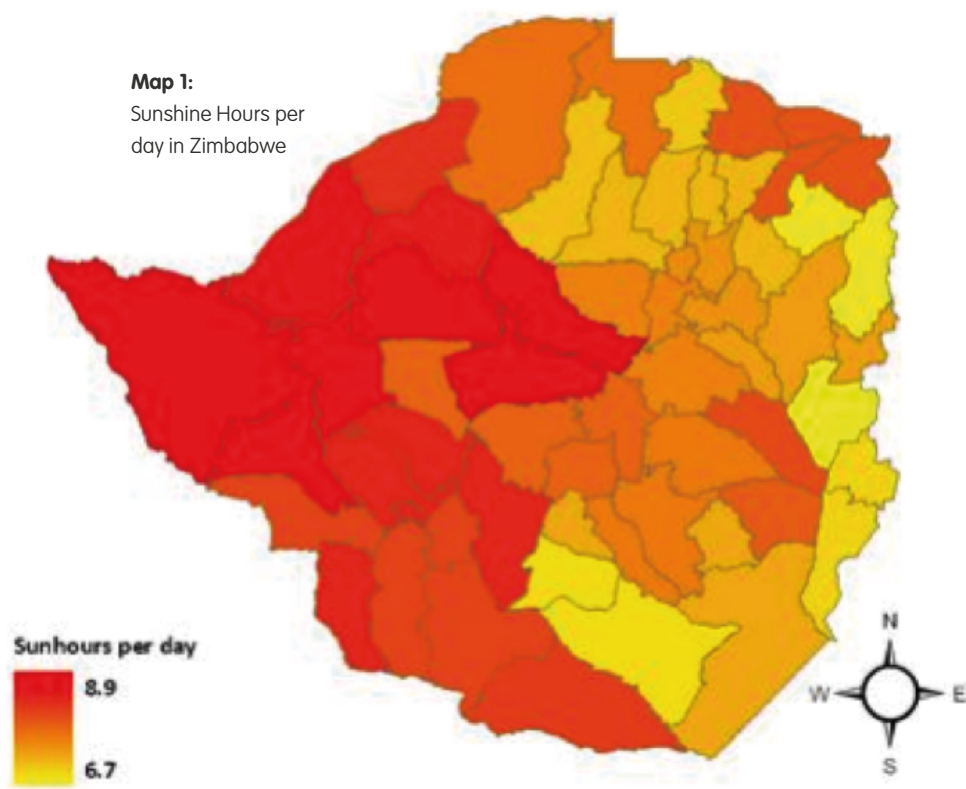 Map 1:
Sunshine Hours per
day in Zimbabwe
Sunhours per day
8.9
6.7
N
W
E
S